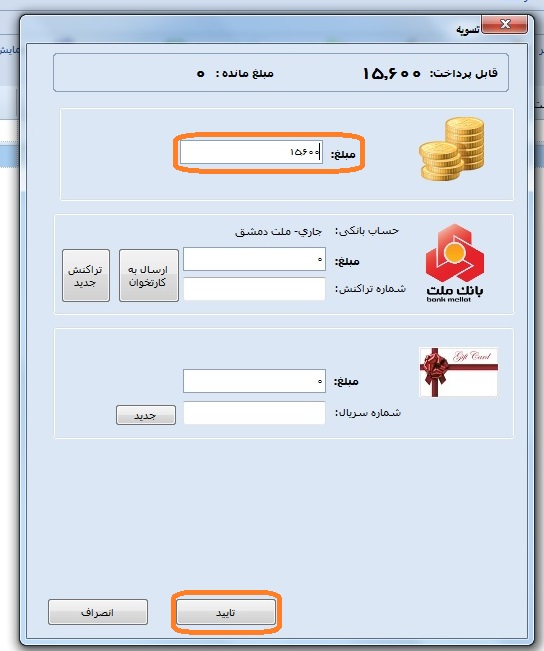 تسویه
قابل پرداخت: ۱۵,۶۰۰ مبلغ مانده : ۰
مبلغ: ۱۵۶۰۰
حساب بانکی: جاري- ملت دمشق
مبلغ: ۰
ارسال به کارتخوان
تراکنش جدید
شماره تراکنش:
بانك ملت
bank mellat
Gift Card
مبلغ: ۰
شماره سریال:
جدید
تایید
انصراف